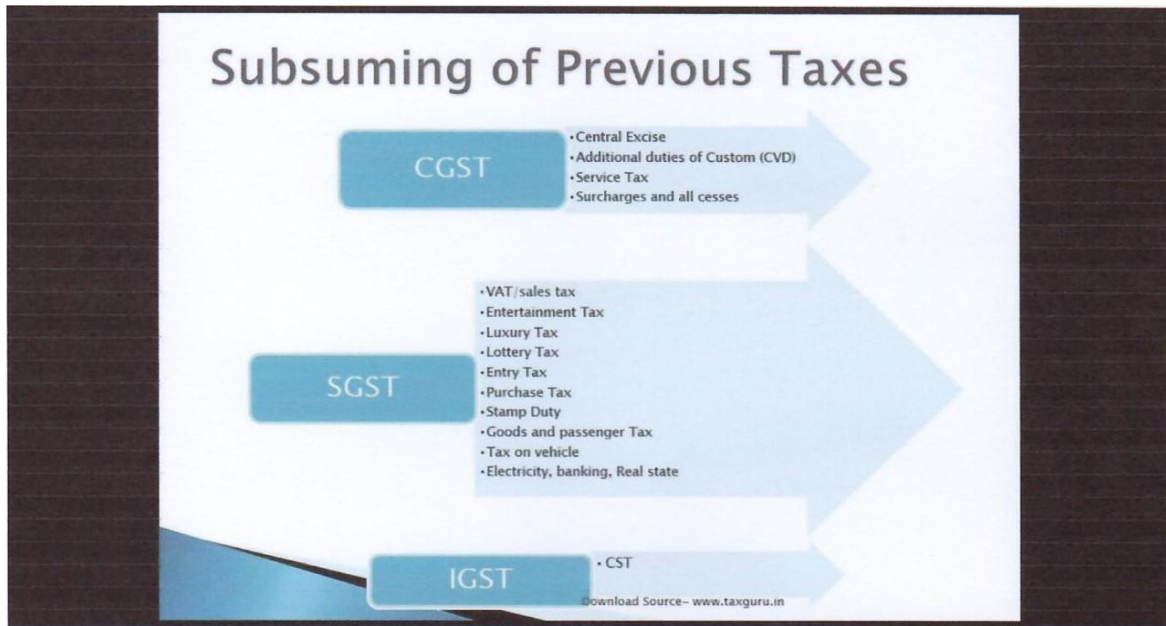 Subsuming of Previous Taxes
CGST
•Central Excise
•Additional duties of Custom (CVD)
•Service Tax
•Surcharges and all cesses
SGST
•VAT/sales tax
•Entertainment Tax
•Luxury Tax
•Lottery Tax
•Entry Tax
•Purchase Tax
•Stamp Duty
•Goods and passenger Tax
•Tax on vehicle
•Electricity, banking, Real state
IGST
• CST
Download Source– www.taxguru.in